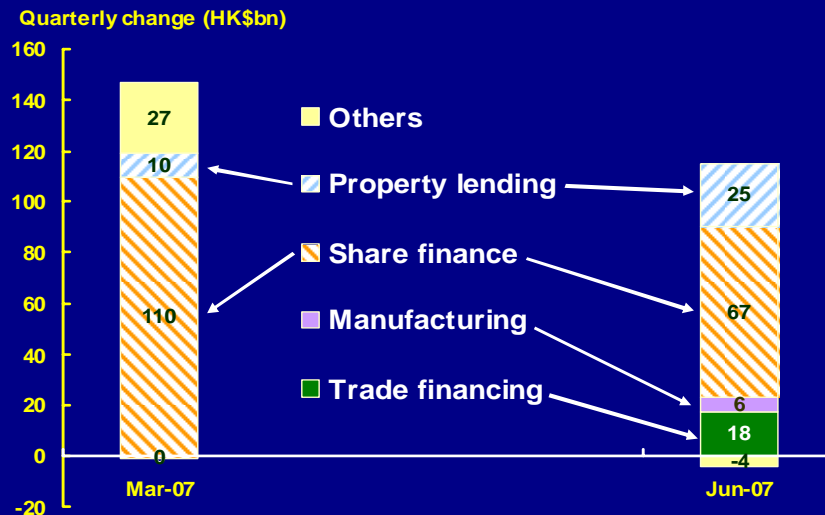 Quarterly change (HK$bn)
160
140
120
100
80
60
40
20
0
-20
27
10
110
0
Mar-07
Others
Property lending
Share finance
Manufacturing
Trade financing
25
67
6
18
-4
Jun-07